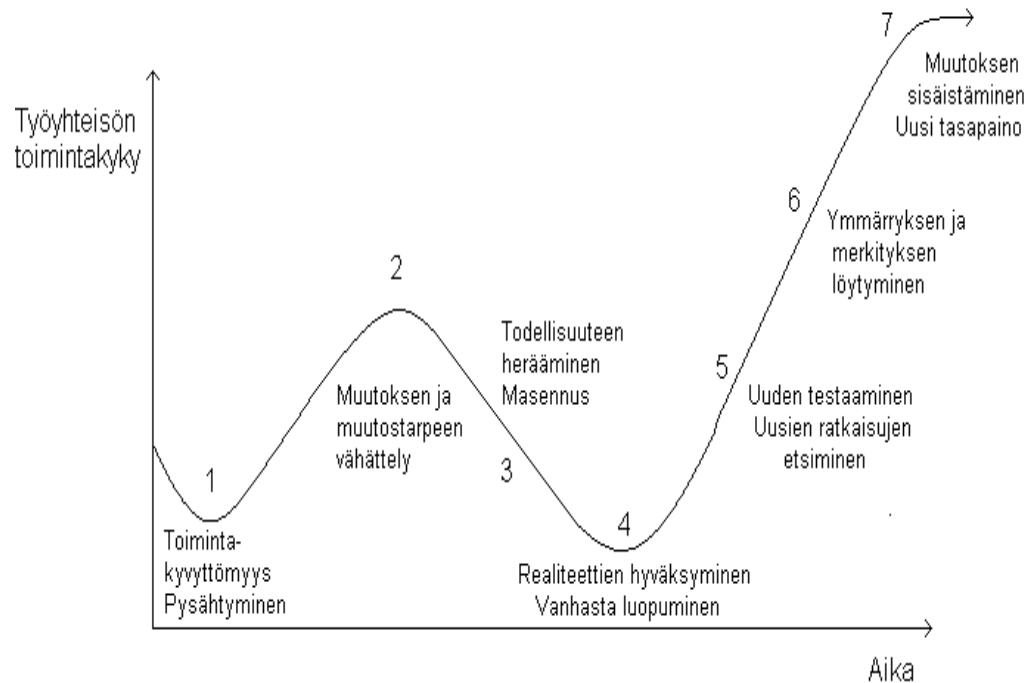 7
Muutoksen
sisäistäminen
Uusi tasapaino
Työyhteisön
toimintakyky
6
Ymmärryksen ja
merkityksen
löytyminen
2
Todellisuuteen
herääminen
Masennus
5
Uuden testaaminen
Uusien ratkaisujen
etsiminen
Muutoksen ja
muutostarpeen
vähättely
3
1
4
Toiminta-
kyvyttömyys
Pysähtyminen
Realiteettien hyväksyminen
Vanhasta luopuminen
Aika